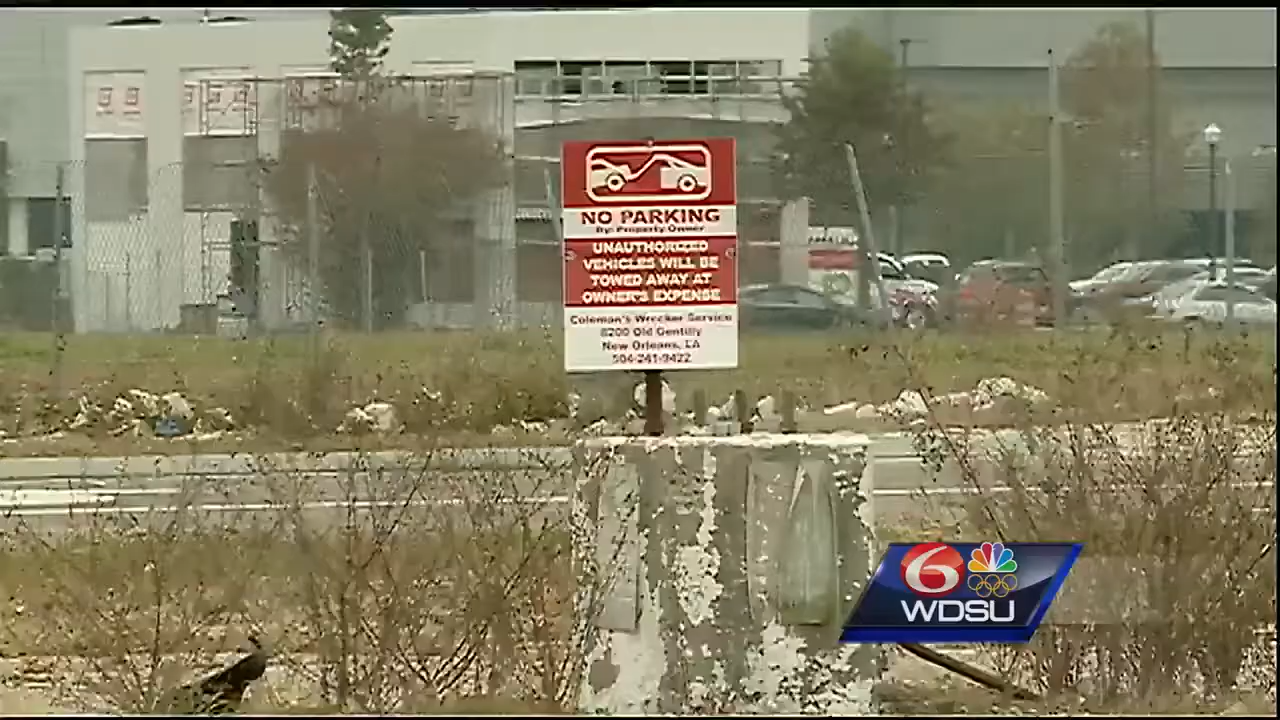 NO PARKING
By: Property Owner
UNAUTHORIZED
VEHICLES WILL BE
TOWED AWAY AT
OWNER'S EXPENSE
Coleman's Wrecker Service
8200 Old Gentilly
New Orleans, LA
504-241-9422
6
WDSU